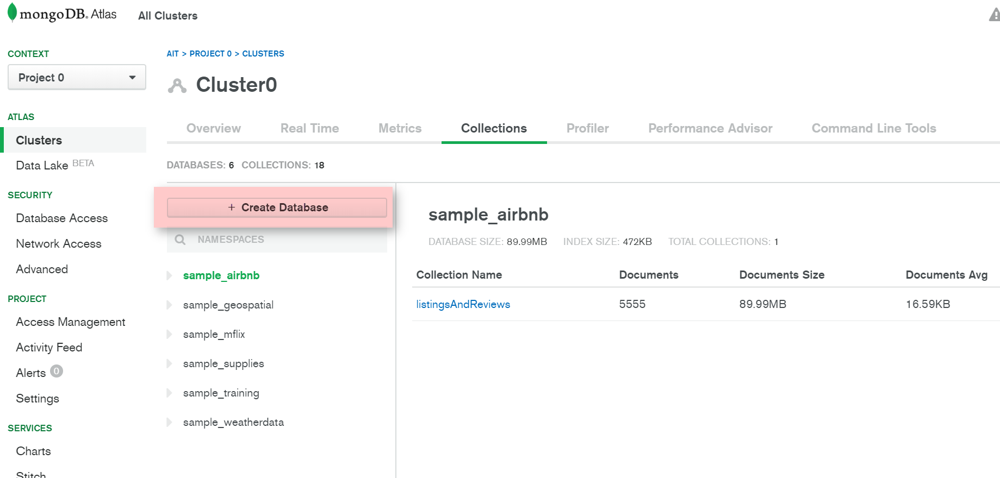 mongoDB. Atlas
All Clusters
CONTEXT
Project 0
ATLAS
Clusters
Data Lake BETA
SECURITY
Database Access
Network Access
Advanced
PROJECT
Access Management
Activity Feed
Alerts 0
Settings
SERVICES
Charts
Stitch
AIT > PROJECT 0 > CLUSTERS
Cluster0
Overview Real Time Metrics Collections Profiler Performance Advisor Command Line Tools
DATABASES: 6 COLLECTIONS: 18
+ Create Database
NAMESPACES
sample_airbnb
sample_geospatial
sample_mflix
sample_supplies
sample_training
sample_weatherdata
sample_airbnb
DATABASE SIZE: 89.99MB INDEX SIZE: 472KB TOTAL COLLECTIONS: 1
Collection Name Documents Documents Size Documents Avg
listingsAndReviews 5555 89.99MB 16.59KB